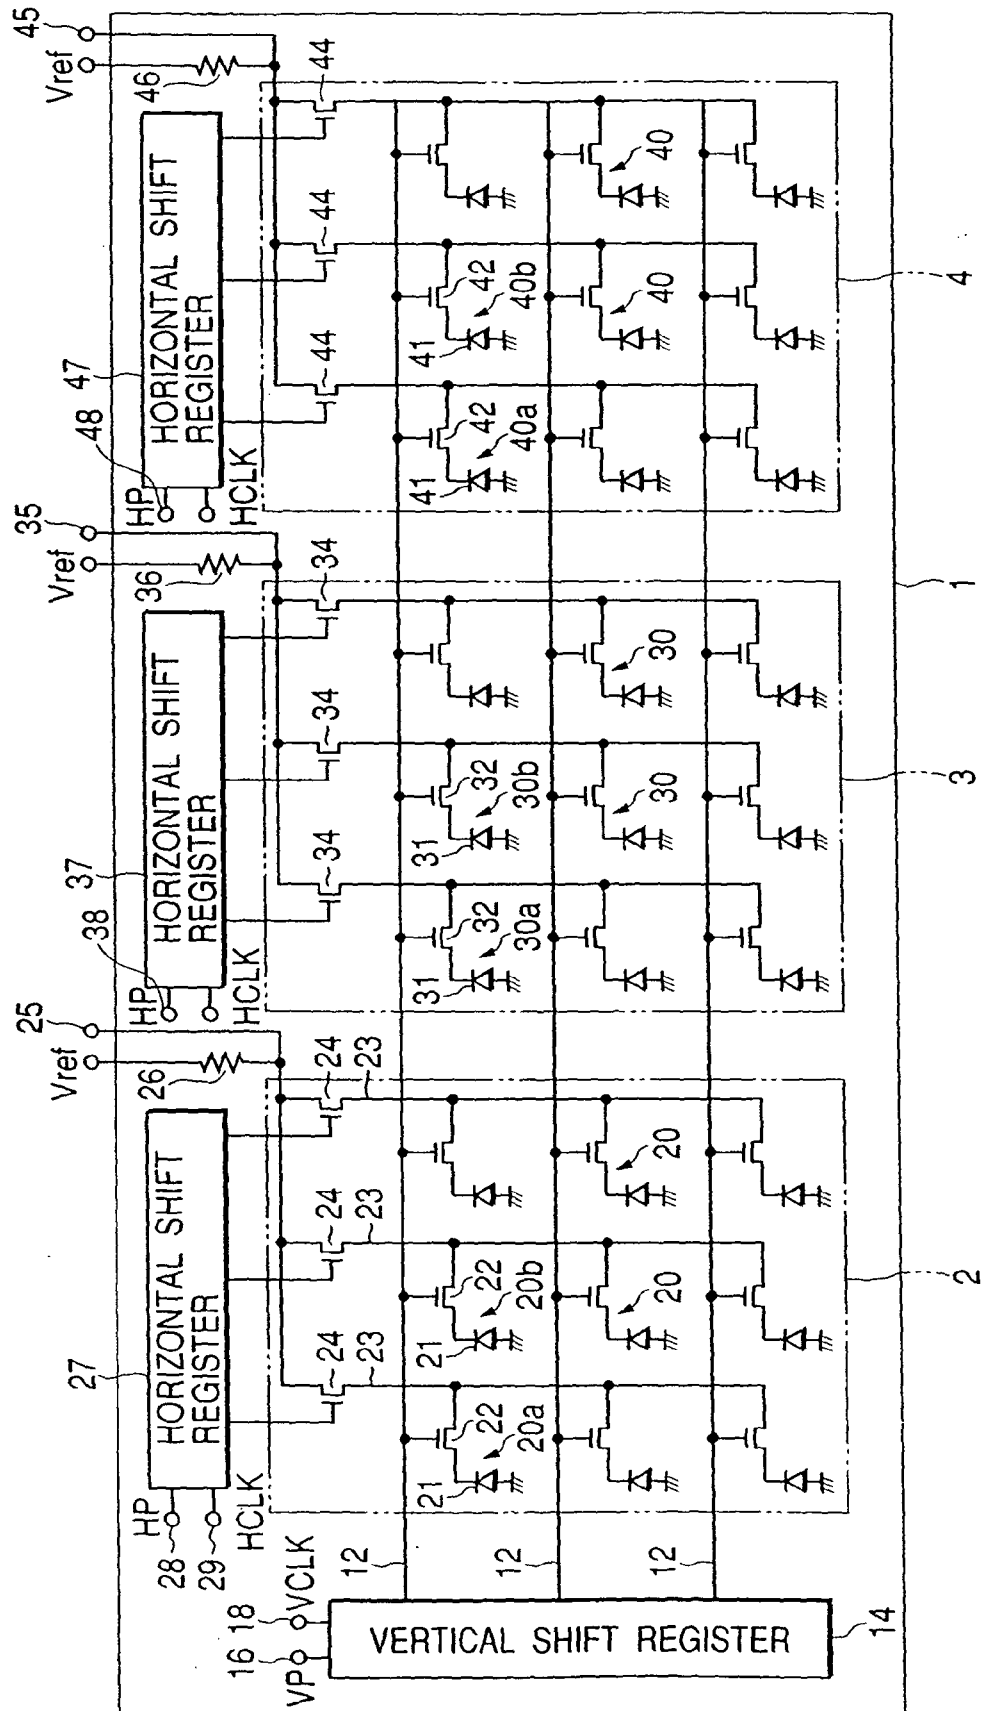 45
Vref
46
HORIZONTAL SHIFT
REGISTER
47
48
HP
HCLK
44
44
44
41
42
40b
40
41
42
40a
40
4
35
Vref
36
HORIZONTAL SHIFT
REGISTER
37
38
HP
HCLK
34
34
34
31
32
30b
30
31
32
30a
30
3
1
25
Vref
26
HORIZONTAL SHIFT
REGISTER
27
HP
28
29
HCLK
24
23
24
23
24
23
21
22
20b
20
21
22
20a
20
2
12
12
12
16
18
VP
VCLK
VERTICAL SHIFT REGISTER
14